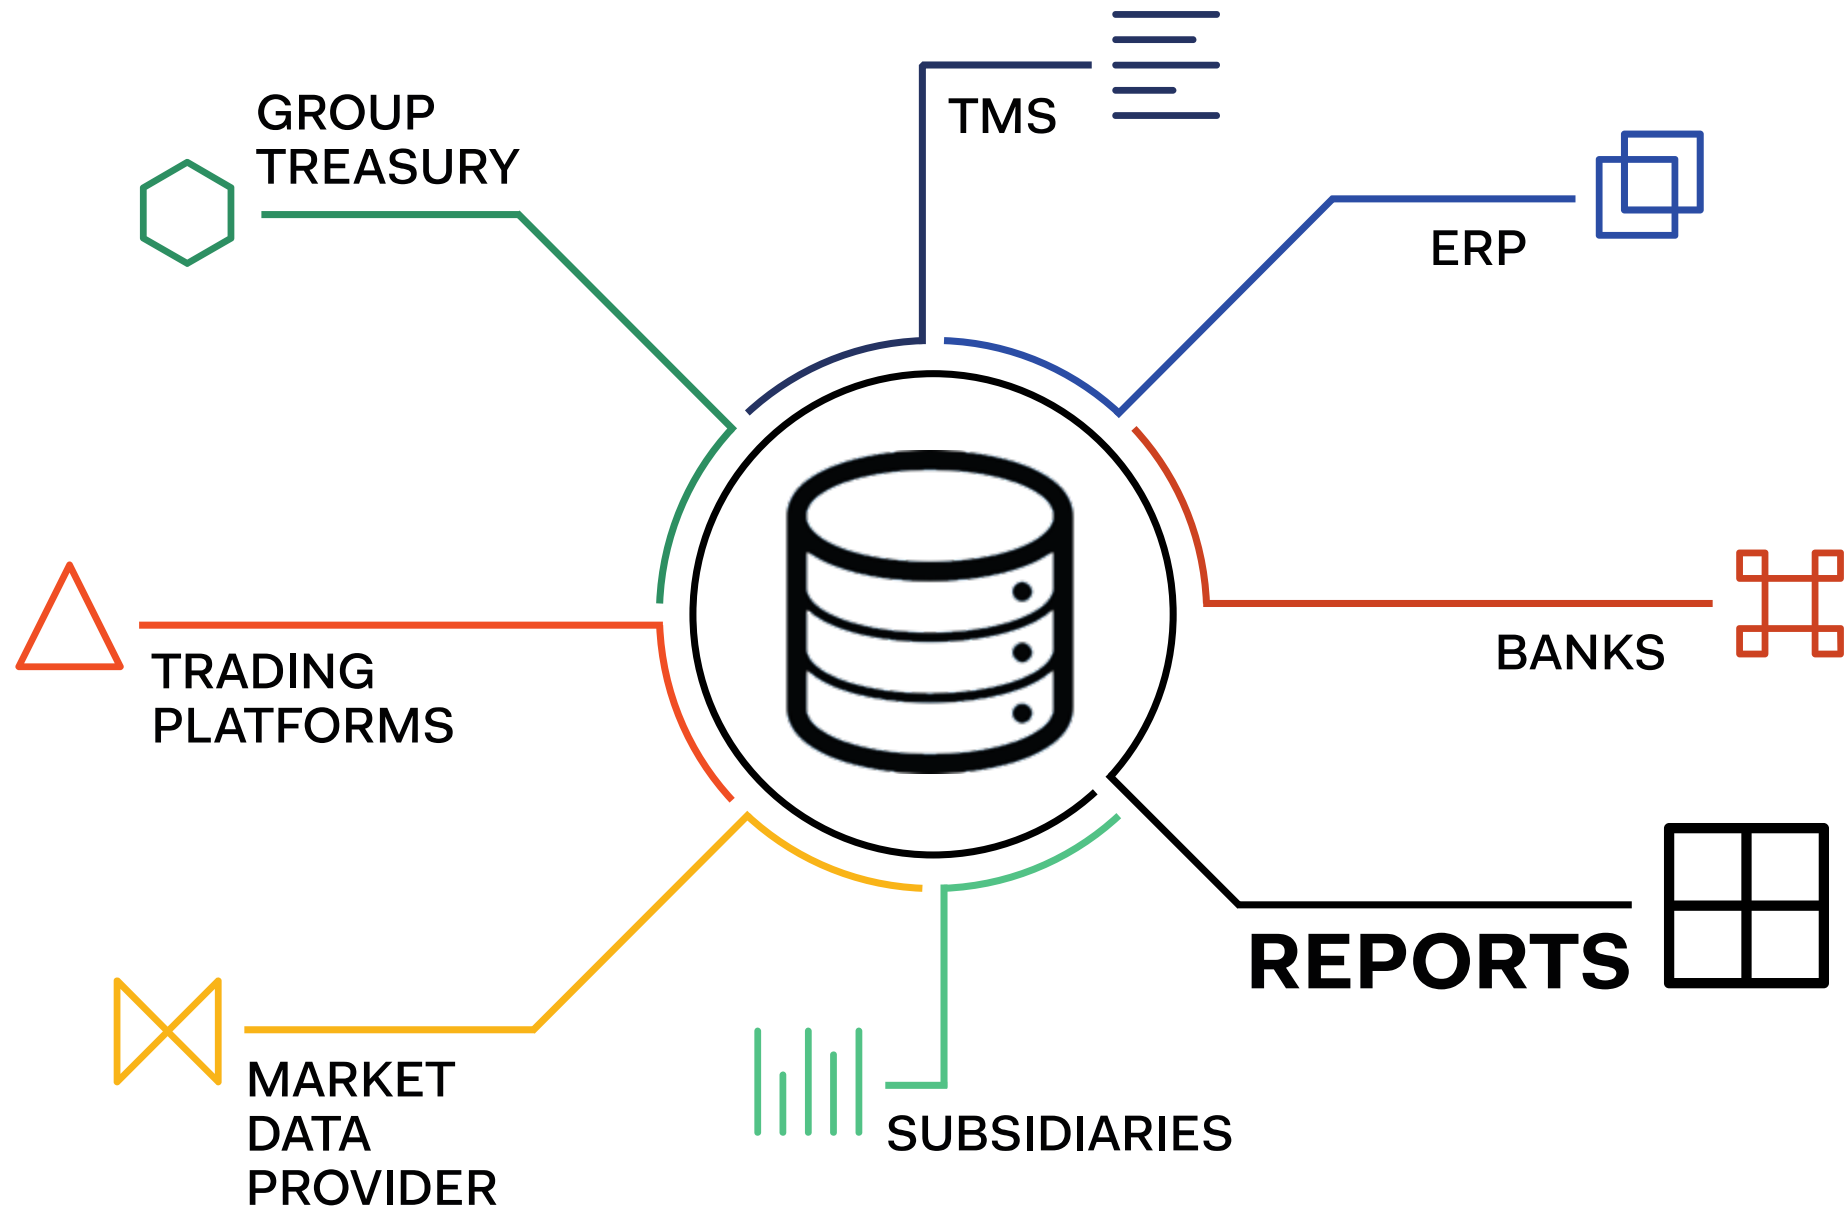 GROUP
TREASURY
TMS
ERP
TRADING
PLATFORMS
BANKS
REPORTS
MARKET
DATA
PROVIDER
SUBSIDIARIES